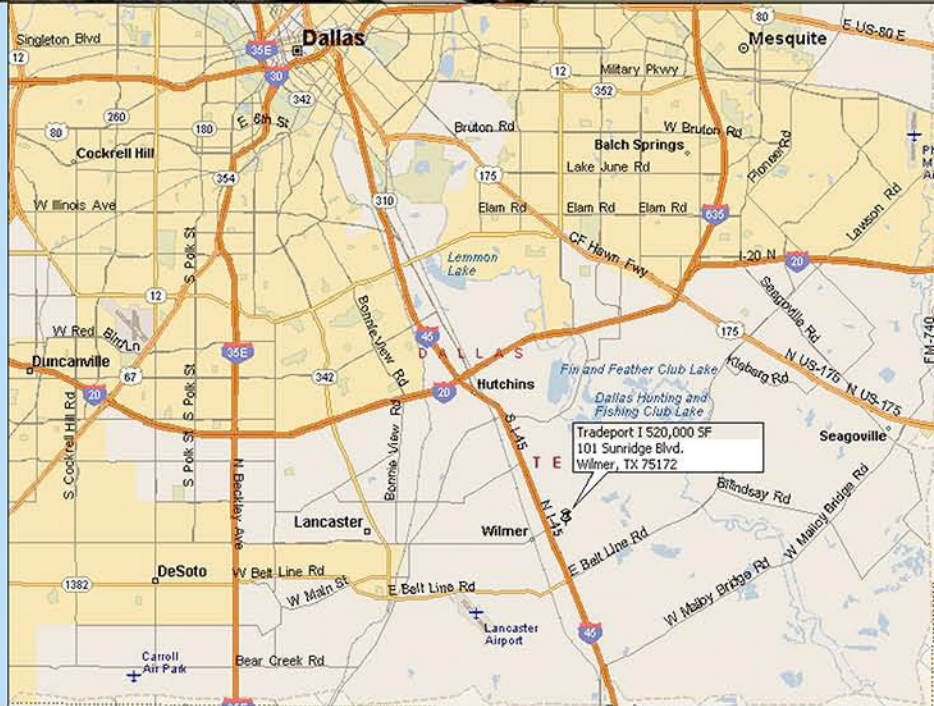 Singleton Blvd
12
35E
Dallas
30
342
80
E US-80 E
Mesquite
12
Military Pkwy
352
260
80
180
E 6th St
Cockrell Hill
Bruton Rd
W Bruton Rd
Balch Springs
Pioneer Rd
354
175
Lake June Rd
W Illinois Ave
310
Elam Rd
Elam Rd
Elam Rd
635
Lawson Rd
S Polk St
CF Hawn Fwy
Lemmon
Lake
I-20 N
20
12
Bonnie View Rd
Seagoville Rd
W Red
Bird Ln
45
175
FM-740
Duncanville
35E
DALLAS
N US-175
N US-175
67
342
Fin and Feather Club Lake
Kleberg Rd
20
20
Hutchins
Dallas Hunting and
Fishing Club Lake
S Cockrell Hill Rd
S Polk St
S Polk St
Bonnie View Rd
S I-45
Tradeport I 520,000 SF
101 Sunridge Blvd.
Wilmer, TX 75172
Seagoville
TE
N Beckley Ave
Lancaster
Wilmer
N I-45
W Malloy Bridge Rd
E Belt Line Rd
DeSoto
W Belt Line Rd
1382
W Main St
E Belt Line Rd
W Malloy Bridge Rd
Lancaster
Airport
45
Carroll
Air Park
Bear Creek Rd